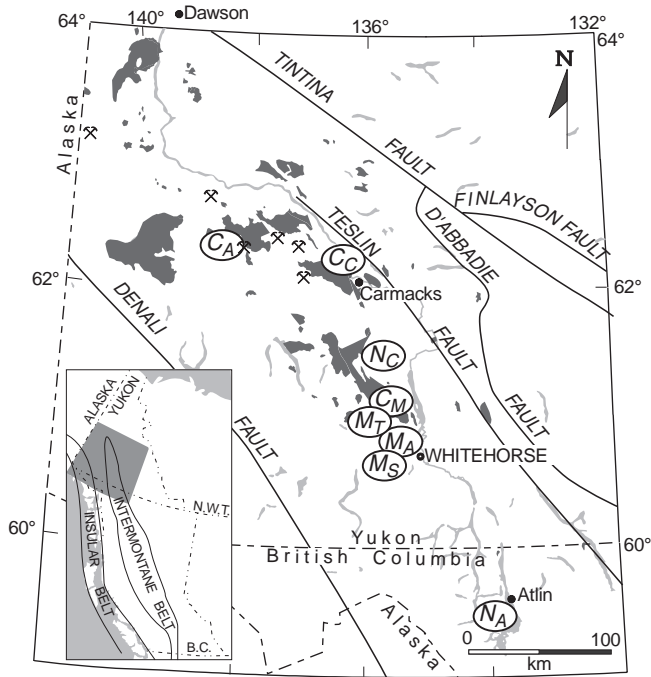 Dawson
64° 140° 136° 132°
64°
N
Alaska
TINTINA
FAULT
FINLAYSON FAULT
D'ABBADIE
FAULT
TESLIN
FAULT
CA
CC
62°
62°
Carmacks
DENALI
FAULT
NC
CM
MT
MA
MS
WHITEHORSE
ALASKA
YUKON
N.W.T.
INSULAR
BELT
INTERMONTANE BELT
B.C.
60°
60°
Yukon
British Columbia
Alaska
Atlin
NA
0 100
km